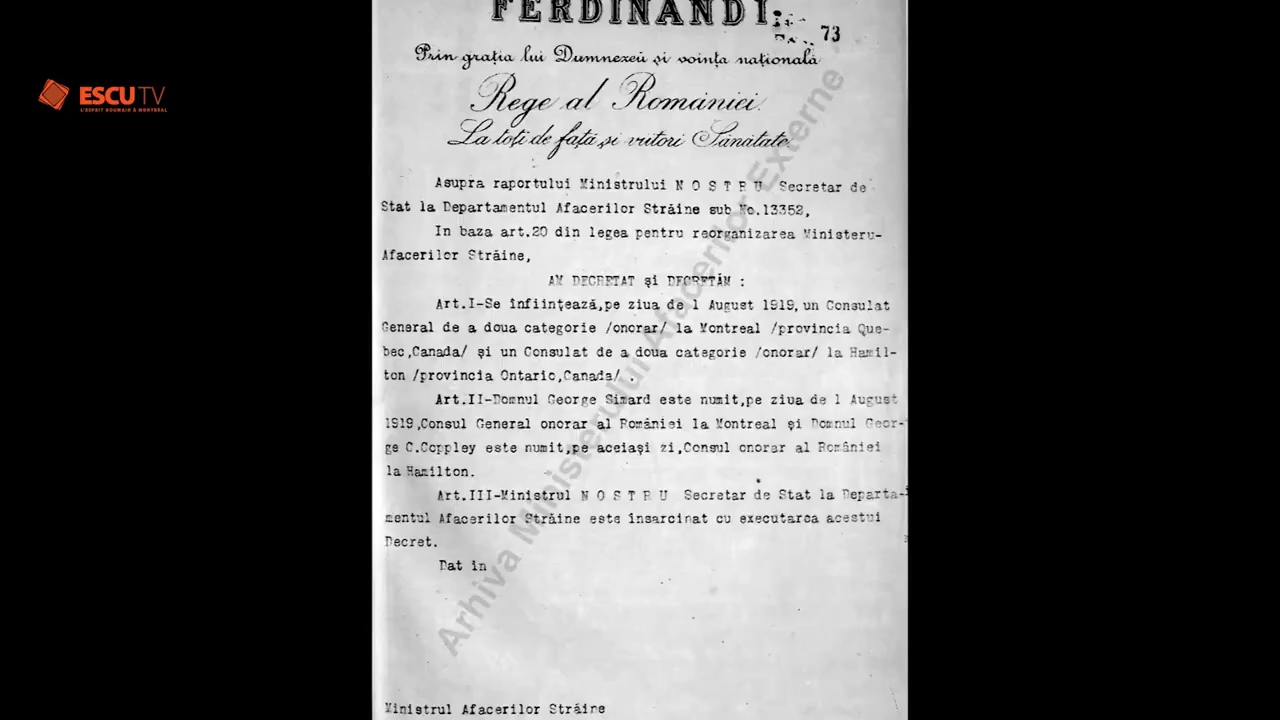 FERDINAND I.
73
Prin grația lui Dumnezeu și voința națională
Rege al României.
La toți de față și viitori Sănătate
ESCU TV
L'ESPRIT ROUMAIN À MONTRÉAL
Asupra raportului Ministrului N O S T R U Secretar de
Stat la Departamentul Afacerilor Străine sub No.13352,
In baza art.20 din legea pentru reorganizarea Ministeru-
Afacerilor Străine,
AM DECRETAT și DECRETĂM :
Art.I-Se înființează,pe ziua de 1 August 1919,un Consulat
General de a doua categorie /onorar/ la Montreal /provincia Que-
bec,Canada/ și un Consulat de a doua categorie /onorar/ la Hamil-
ton /provincia Ontario,Canada/ .
Art.II-Domnul George Simard este numit,pe ziua de 1 August
1919,Consul General onorar al României la Montreal și Domnul Geor-
ge C.Coppley este numit,pe aceiași zi,Consul onorar al României
la Hamilton.
Art.III-Ministrul N O S T R U Secretar de Stat la Departa-
mentul Afacerilor Străine este însarcinat cu executarea acestui
Decret.
Dat in
Ministrul Afacerilor Străine
Arhiva Ministerului Afacerilor Externe